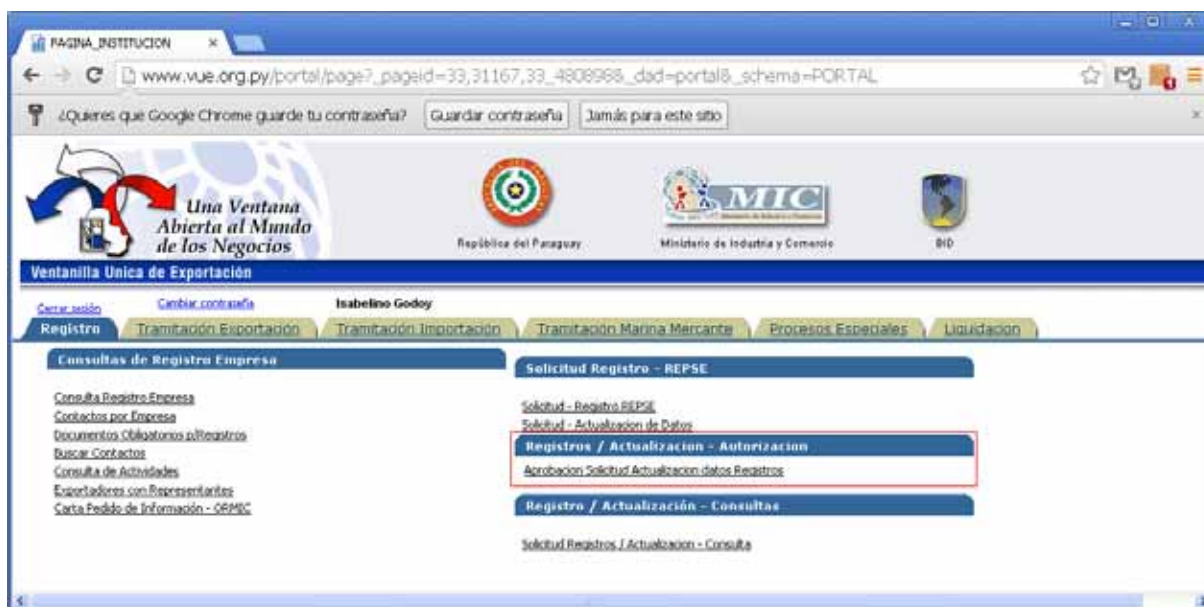 PAGINA_INSTITUCION
www.vue.org.py/portal/page?_pageid=33,31167,33_480898&_dad=portal&_schema=PORTAL
¿Quieres que Google Chrome guarde tu contraseña? Guardar contraseña Jamás para este sitio
Una Ventana
Abierta al Mundo
de los Negocios
MIC
República del Paraguay Ministerio de Industria y Comercio BID
Ventanilla Unica de Exportación
Cerrar sesión Cambiar contraseña Isabelino Godoy
Registro Tramitación Exportación Tramitación Importación Tramitación Marina Mercante Procesos Especiales Liquidacion
Consultas de Registro Empresa
Consulta Registro Empresa
Contactos por Empresa
Documentos Obligatorios p/Registros
Buscar Contactos
Consulta de Actividades
Exportadores con Representantes
Carta Pedido de Información - ORMIC
Solicitud Registro - REPSE
Solicitud - Registro REPSE
Solicitud - Actualizacion de Datos
Registros / Actualizacion - Autorizacion
Aprobacion Solicitud Actualizacion datos Registros
Registro / Actualización - Consultas
Solicitud Registros / Actualizacion - Consulta